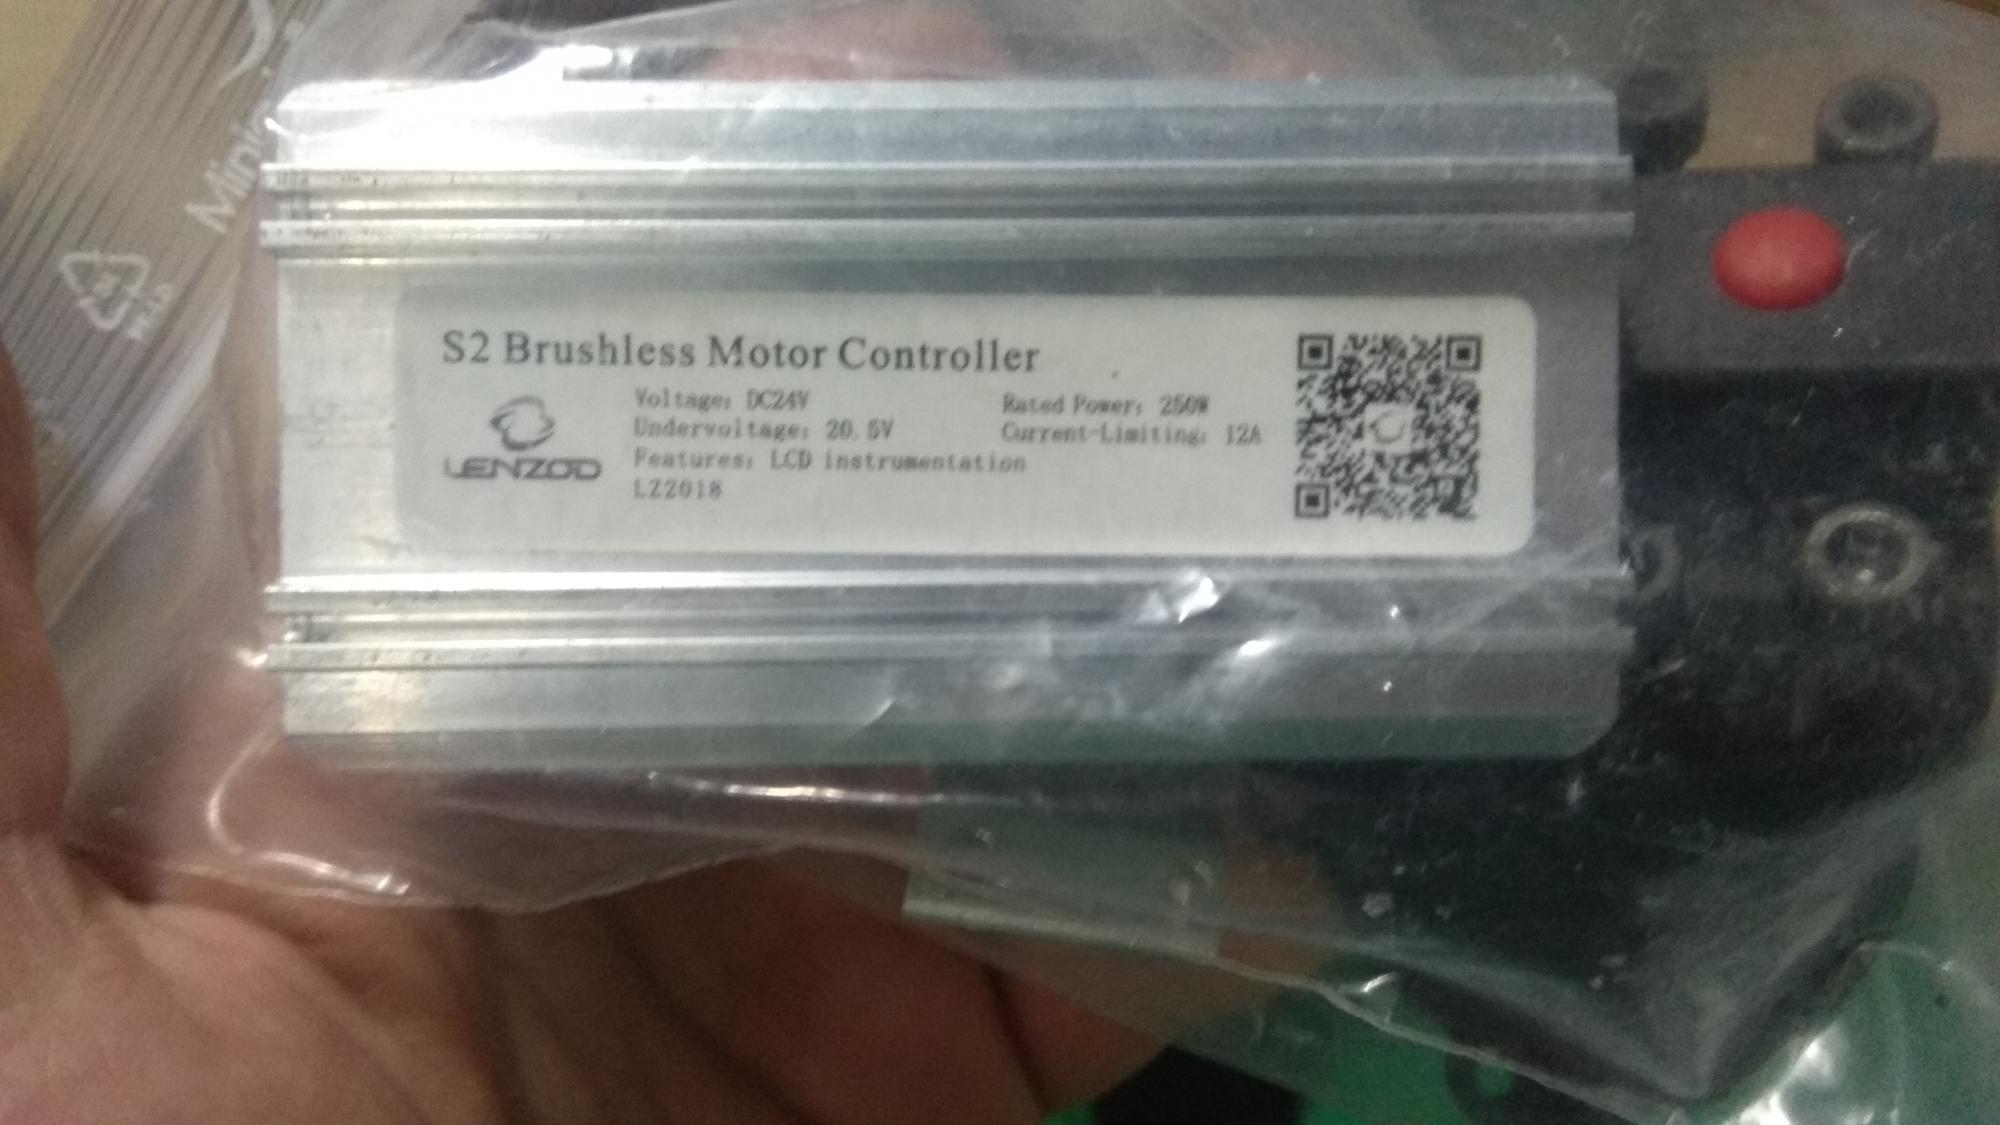 S2 Brushless Motor Controller
Voltage: DC24V
Rated Power: 250W
Undervoltage: 20.5V
Current-Limiting: 12A
Features: LCD instrumentation
LENZOD
LZ2018